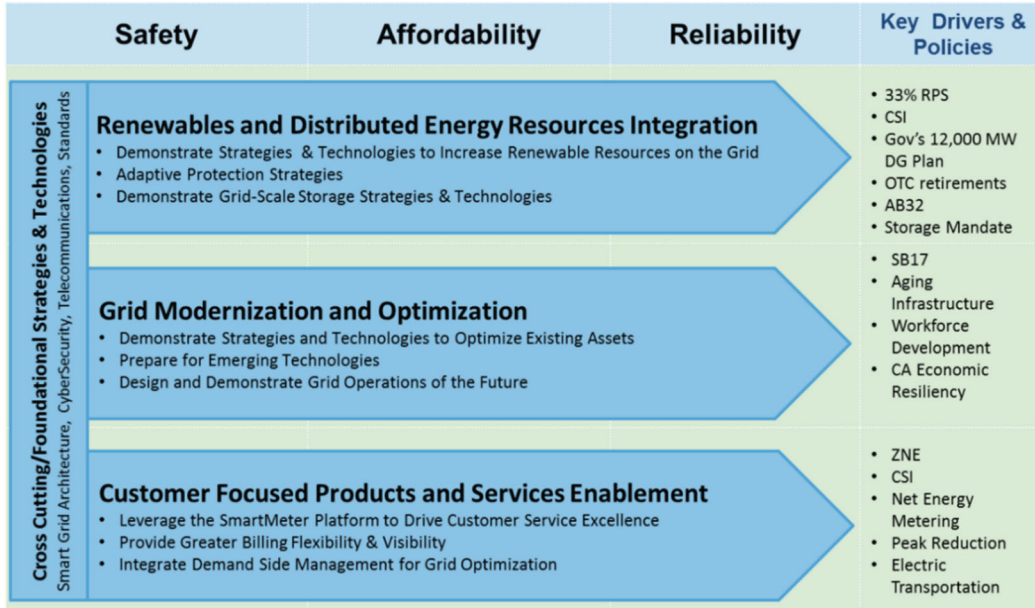 Safety
Affordability
Reliability
Key Drivers &
Policies
Cross Cutting/Foundational Strategies & Technologies
Smart Grid Architecture, CyberSecurity, Telecommunications, Standards
Renewables and Distributed Energy Resources Integration
• Demonstrate Strategies & Technologies to Increase Renewable Resources on the Grid
• Adaptive Protection Strategies
• Demonstrate Grid-Scale Storage Strategies & Technologies
• 33% RPS
• CSI
• Gov's 12,000 MW
DG Plan
• OTC retirements
• AB32
• Storage Mandate
Grid Modernization and Optimization
• Demonstrate Strategies and Technologies to Optimize Existing Assets
• Prepare for Emerging Technologies
• Design and Demonstrate Grid Operations of the Future
• SB17
• Aging
Infrastructure
• Workforce
Development
• CA Economic
Resiliency
Customer Focused Products and Services Enablement
• Leverage the SmartMeter Platform to Drive Customer Service Excellence
• Provide Greater Billing Flexibility & Visibility
• Integrate Demand Side Management for Grid Optimization
• ZNE
• CSI
• Net Energy
Metering
• Peak Reduction
• Electric
Transportation